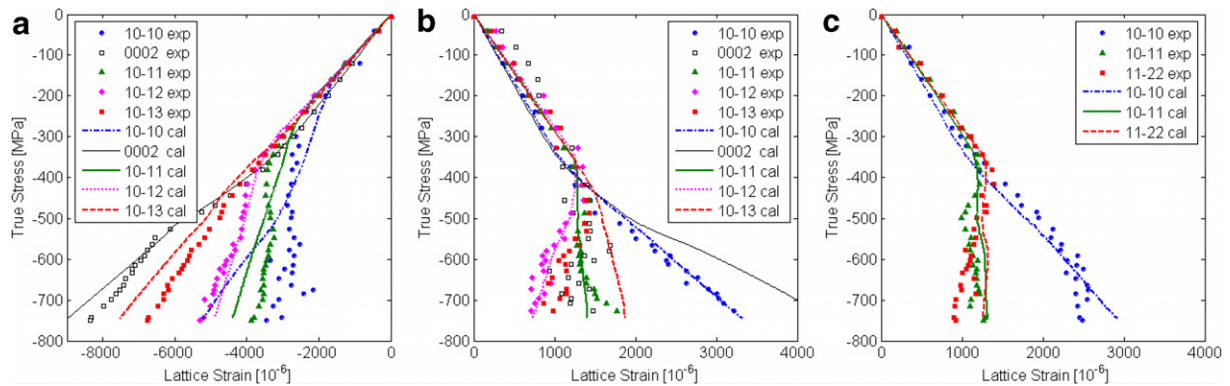 a
0
-100
-200
-300
-400
-500
-600
-700
-800
True Stress [MPa]
10-10 exp
0002 exp
10-11 exp
10-12 exp
10-13 exp
10-10 cal
0002 cal
10-11 cal
10-12 cal
10-13 cal
-8000 -6000 -4000 -2000 0
Lattice Strain [10⁻⁶]
b
0
-100
-200
-300
-400
-500
-600
-700
-800
True Stress [MPa]
10-10 exp
0002 exp
10-11 exp
10-12 exp
10-13 exp
10-10 cal
0002 cal
10-11 cal
10-12 cal
10-13 cal
0 1000 2000 3000 4000
Lattice Strain [10⁻⁶]
c
0
-100
-200
-300
-400
-500
-600
-700
-800
True Stress [MPa]
10-10 exp
10-11 exp
11-22 exp
10-10 cal
10-11 cal
11-22 cal
0 1000 2000 3000 4000
Lattice Strain [10⁻⁶]